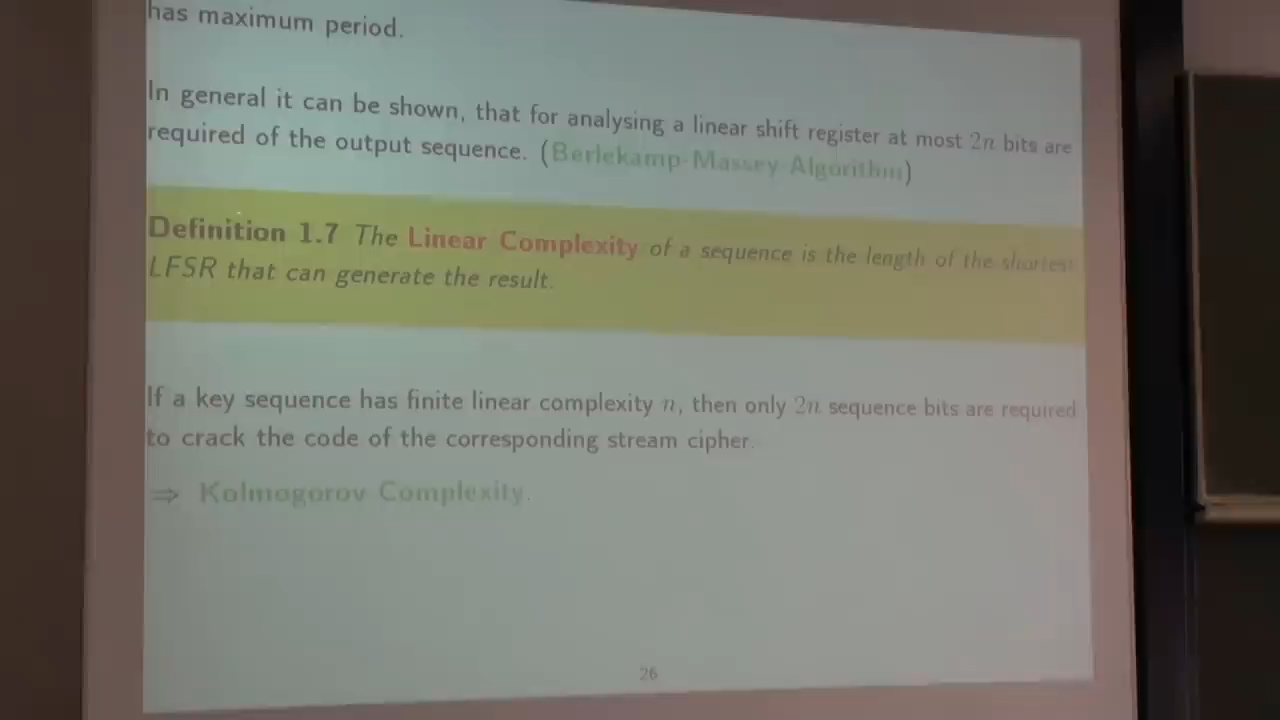 has maximum period.
In general it can be shown, that for analysing a linear shift register at most 2n bits are
required of the output sequence. (Berlekamp-Massey Algorithm)
Definition 1.7 The Linear Complexity of a sequence is the length of the shortest
LFSR that can generate the result.
If a key sequence has finite linear complexity n, then only 2n sequence bits are required
to crack the code of the corresponding stream cipher.
⇒ Kolmogorov Complexity.
26